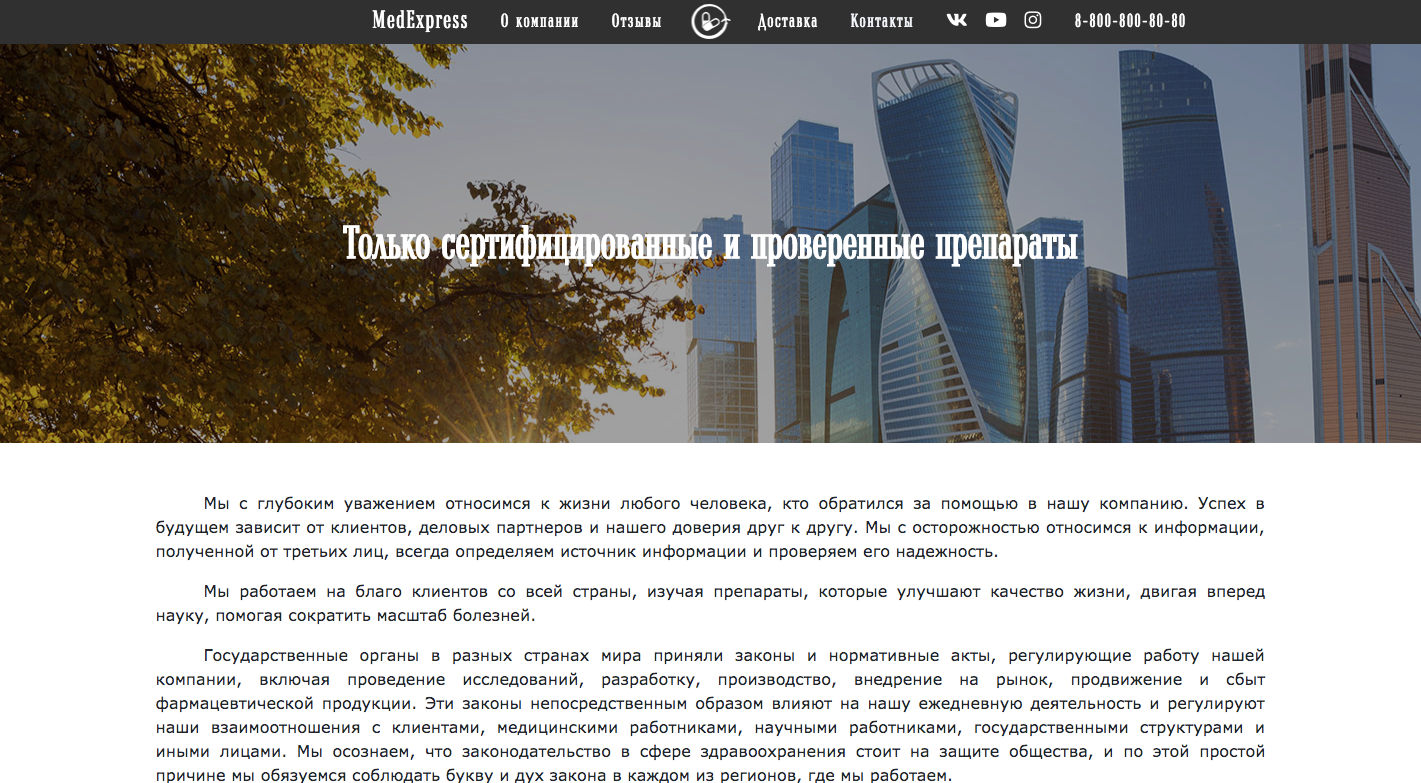 MedExpress О компании Отзывы Доставка Контакты 8-800-800-80-80
Только сертифицированные и проверенные препараты
Мы с глубоким уважением относимся к жизни любого человека, кто обратился за помощью в нашу компанию. Успех в
будущем зависит от клиентов, деловых партнеров и нашего доверия друг к другу. Мы с осторожностью относимся к информации,
полученной от третьих лиц, всегда определяем источник информации и проверяем его надежность.
Мы работаем на благо клиентов со всей страны, изучая препараты, которые улучшают качество жизни, двигая вперед
науку, помогая сократить масштаб болезней.
Государственные органы в разных странах мира приняли законы и нормативные акты, регулирующие работу нашей
компании, включая проведение исследований, разработку, производство, внедрение на рынок, продвижение и сбыт
фармацевтической продукции. Эти законы непосредственным образом влияют на нашу ежедневную деятельность и регулируют
наши взаимоотношения с клиентами, медицинскими работниками, научными работниками, государственными структурами и
иными лицами. Мы осознаем, что законодательство в сфере здравоохранения стоит на защите общества, и по этой простой
причине мы обязуемся соблюдать букву и дух закона в каждом из регионов, где мы работаем.